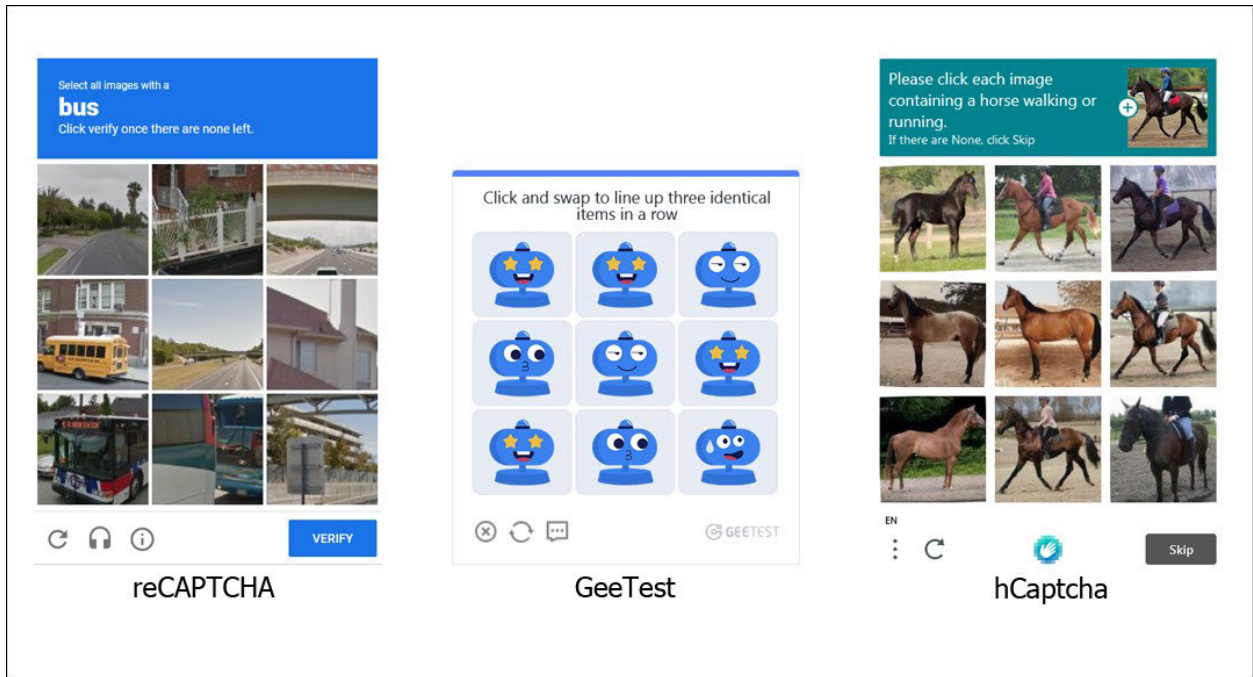 Select all images with a
bus
Click verify once there are none left.
VERIFY
reCAPTCHA
Click and swap to line up three identical
items in a row
GEETEST
GeeTest
Please click each image
containing a horse walking or
running.
If there are None, click Skip
EN
Skip
hCaptcha